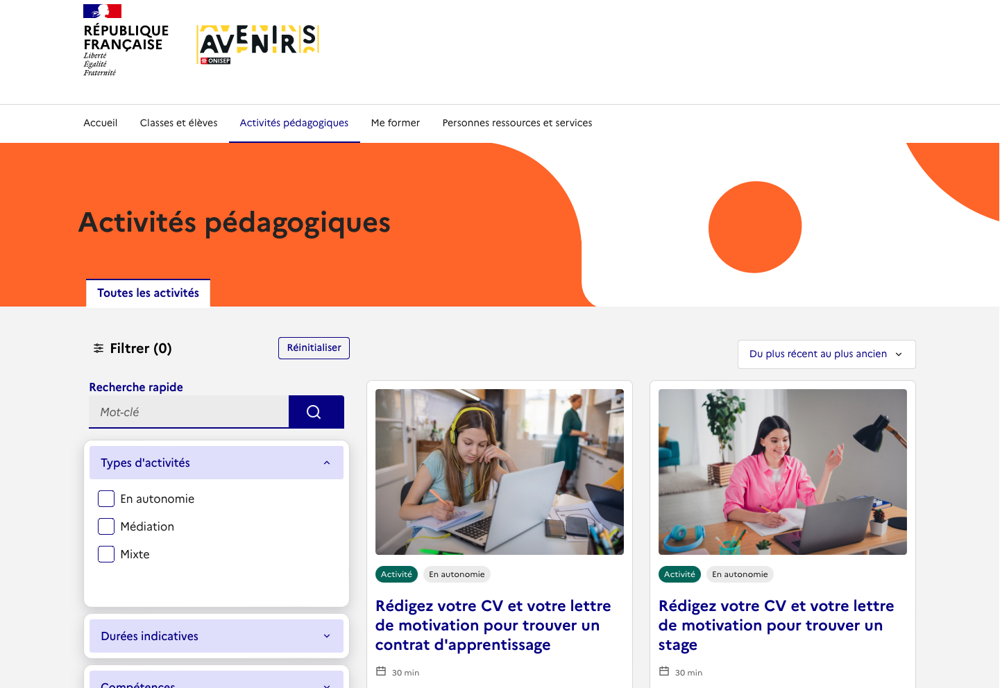 RÉPUBLIQUE
FRANÇAISE
Liberté
Égalité
Fraternité
AVENIRS
ONISEP
Accueil
Classes et élèves
Activités pédagogiques
Me former
Personnes ressources et services
Activités pédagogiques
Toutes les activités
Filtrer (0)
Réinitialiser
Du plus récent au plus ancien
Recherche rapide
Mot-clé
Types d'activités
En autonomie
Médiation
Mixte
Durées indicatives
Compétences
Activité
En autonomie
Rédigez votre CV et votre lettre
de motivation pour trouver un
contrat d'apprentissage
30 min
Activité
En autonomie
Rédigez votre CV et votre lettre
de motivation pour trouver un
stage
30 min